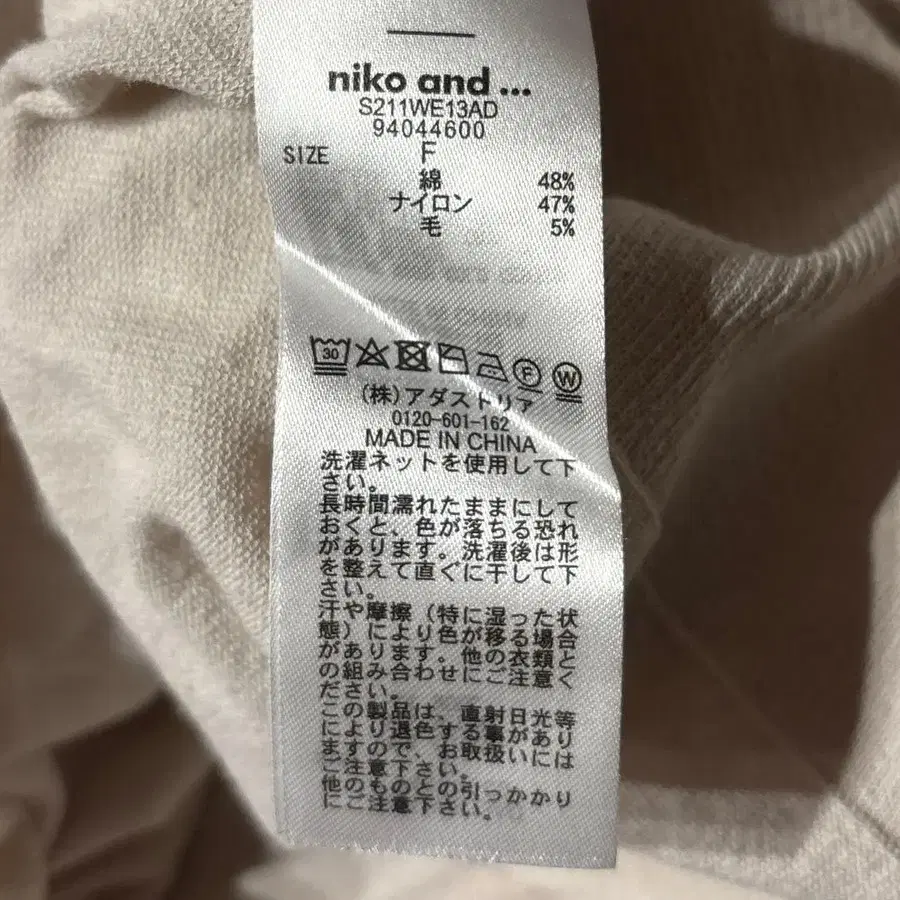 niko and ...
S211WE13AD
94044600
SIZE F
綿 48%
ナイロン 47%
毛 5%
30 F W
(株)アダストリア
0120-601-162
MADE IN CHINA
洗濯ネットを使用して下
さい。
長時間濡れたままにして
おくと、色が落ちる恐れ
があります。洗濯後は形
を整えて直ぐに干して下
さい。
汗や摩擦(特に湿った状
態)により色が移る場合
があります。他の衣類と
の組み合わせにご注意く
ださい。
この製品は、直射日光等
により退色する事があり
ますので、お取扱いには
ご注意下さい。
他のものとの引っかかり
にご注意下さい。